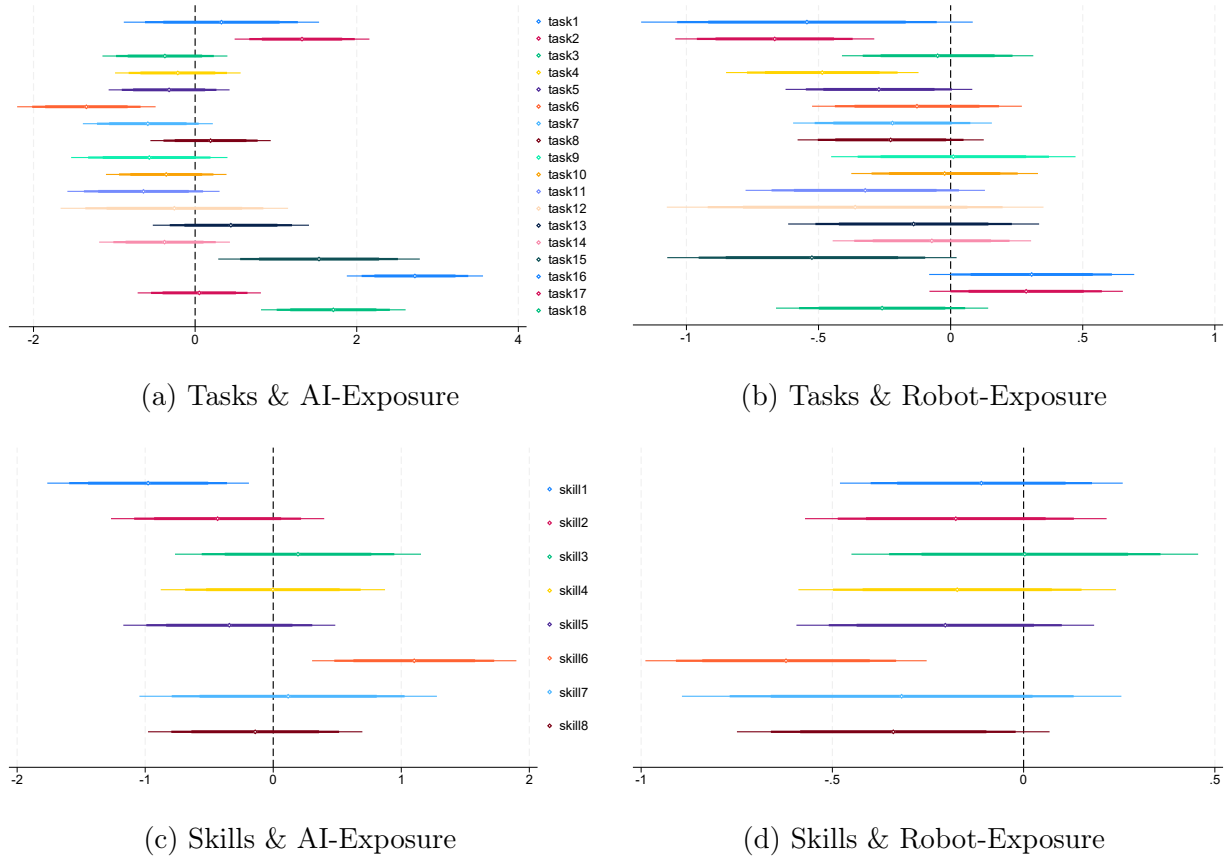 task1
task2
task3
task4
task5
task6
task7
task8
task9
task10
task11
task12
task13
task14
task15
task16
task17
task18
-2 0 2 4
-1 -.5 0 .5 1
(a) Tasks & AI-Exposure
(b) Tasks & Robot-Exposure
skill1
skill2
skill3
skill4
skill5
skill6
skill7
skill8
-2 -1 0 1 2
-1 -.5 0 .5
(c) Skills & AI-Exposure
(d) Skills & Robot-Exposure